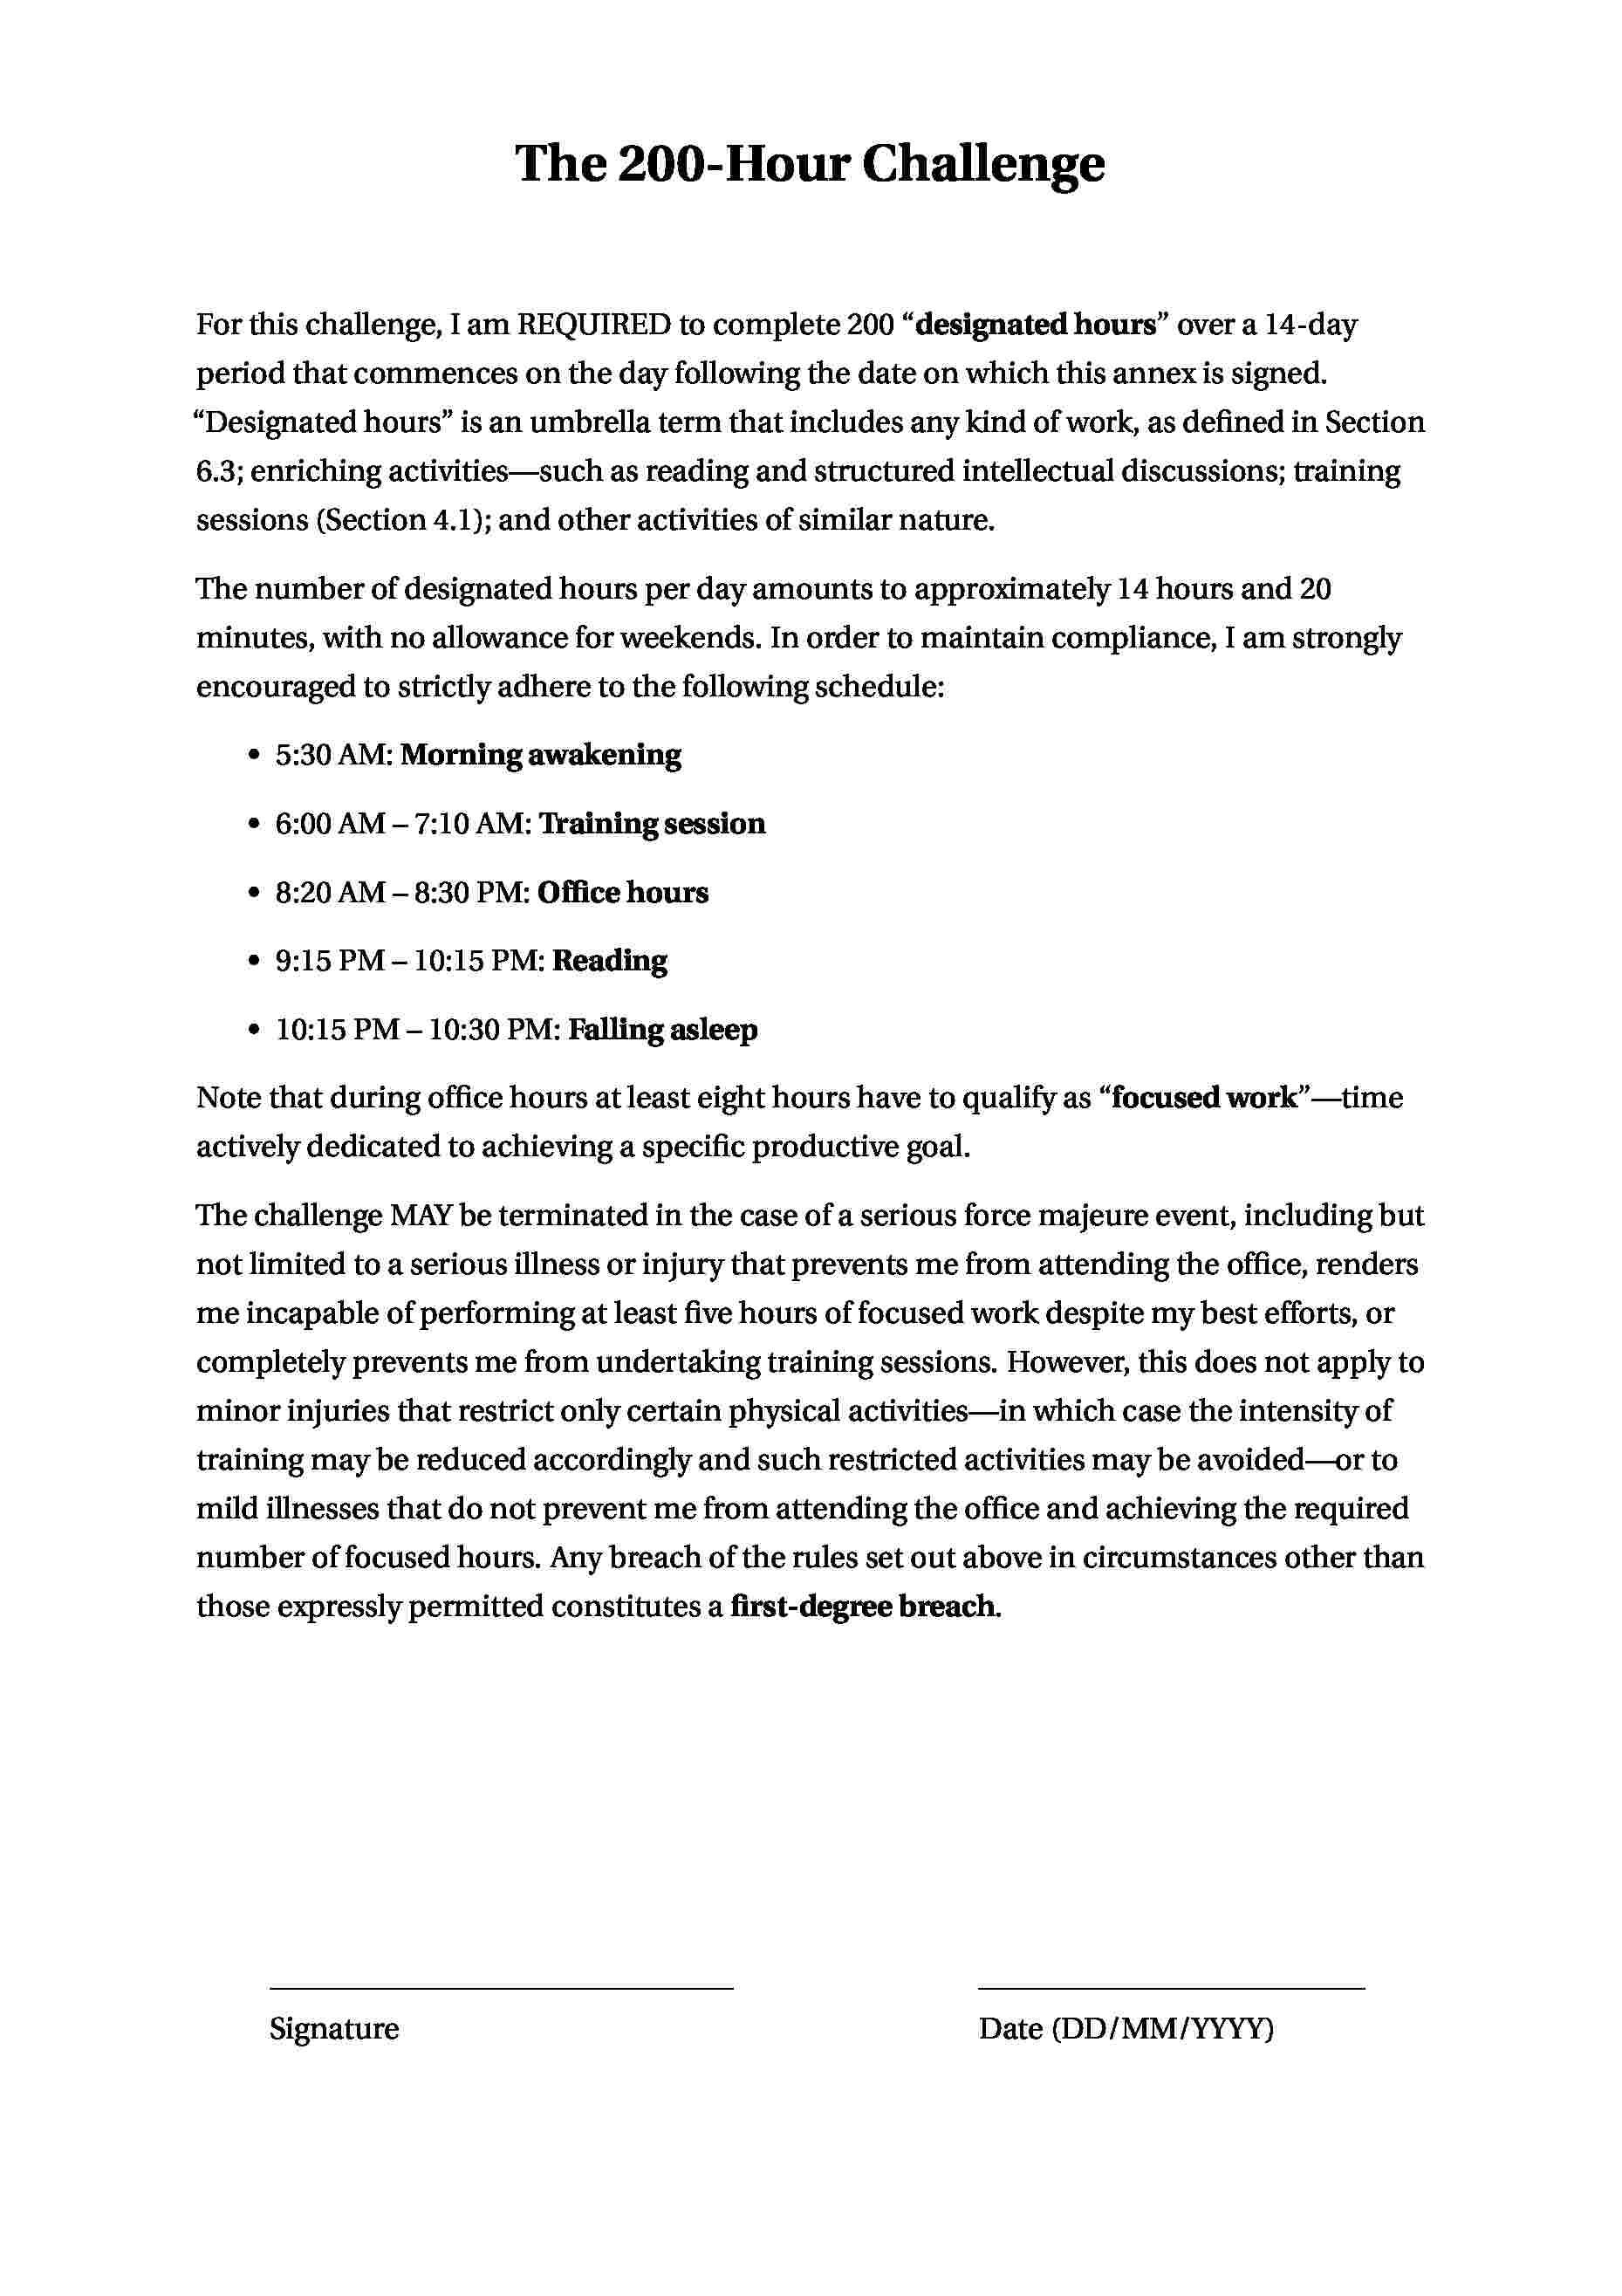 The 200-Hour Challenge
For this challenge, I am REQUIRED to complete 200 “designated hours” over a 14-day
period that commences on the day following the date on which this annex is signed.
“Designated hours” is an umbrella term that includes any kind of work, as defined in Section
6.3; enriching activities—such as reading and structured intellectual discussions; training
sessions (Section 4.1); and other activities of similar nature.
The number of designated hours per day amounts to approximately 14 hours and 20
minutes, with no allowance for weekends. In order to maintain compliance, I am strongly
encouraged to strictly adhere to the following schedule:
• 5:30 AM: Morning awakening
• 6:00 AM – 7:10 AM: Training session
• 8:20 AM – 8:30 PM: Office hours
• 9:15 PM – 10:15 PM: Reading
• 10:15 PM – 10:30 PM: Falling asleep
Note that during office hours at least eight hours have to qualify as “focused work”—time
actively dedicated to achieving a specific productive goal.
The challenge MAY be terminated in the case of a serious force majeure event, including but
not limited to a serious illness or injury that prevents me from attending the office, renders
me incapable of performing at least five hours of focused work despite my best efforts, or
completely prevents me from undertaking training sessions. However, this does not apply to
minor injuries that restrict only certain physical activities—in which case the intensity of
training may be reduced accordingly and such restricted activities may be avoided—or to
mild illnesses that do not prevent me from attending the office and achieving the required
number of focused hours. Any breach of the rules set out above in circumstances other than
those expressly permitted constitutes a first-degree breach.
Signature
Date (DD/MM/YYYY)